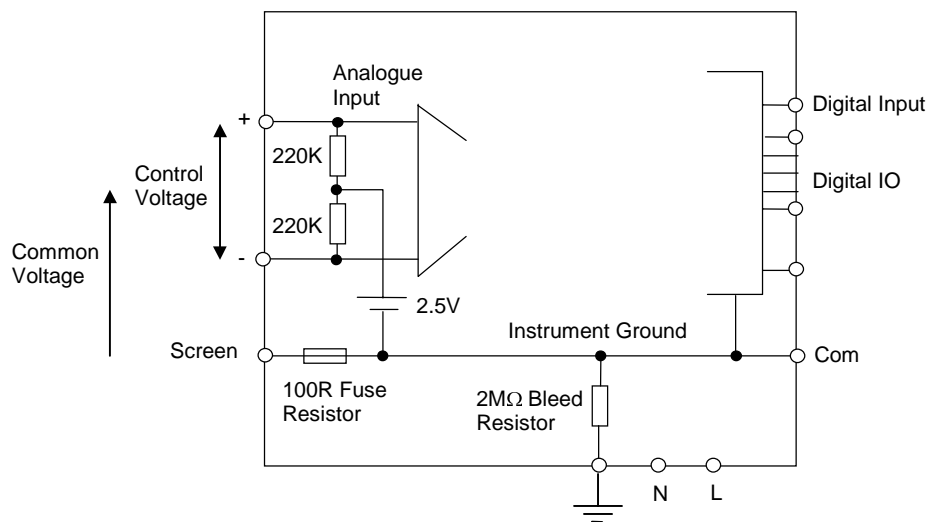 Analogue
Input
+
220K
Control
Voltage
220K
Common
Voltage
-
2.5V
Digital Input
Digital IO
Instrument Ground
Screen
Com
100R Fuse
Resistor
2MΩ Bleed
Resistor
N
L